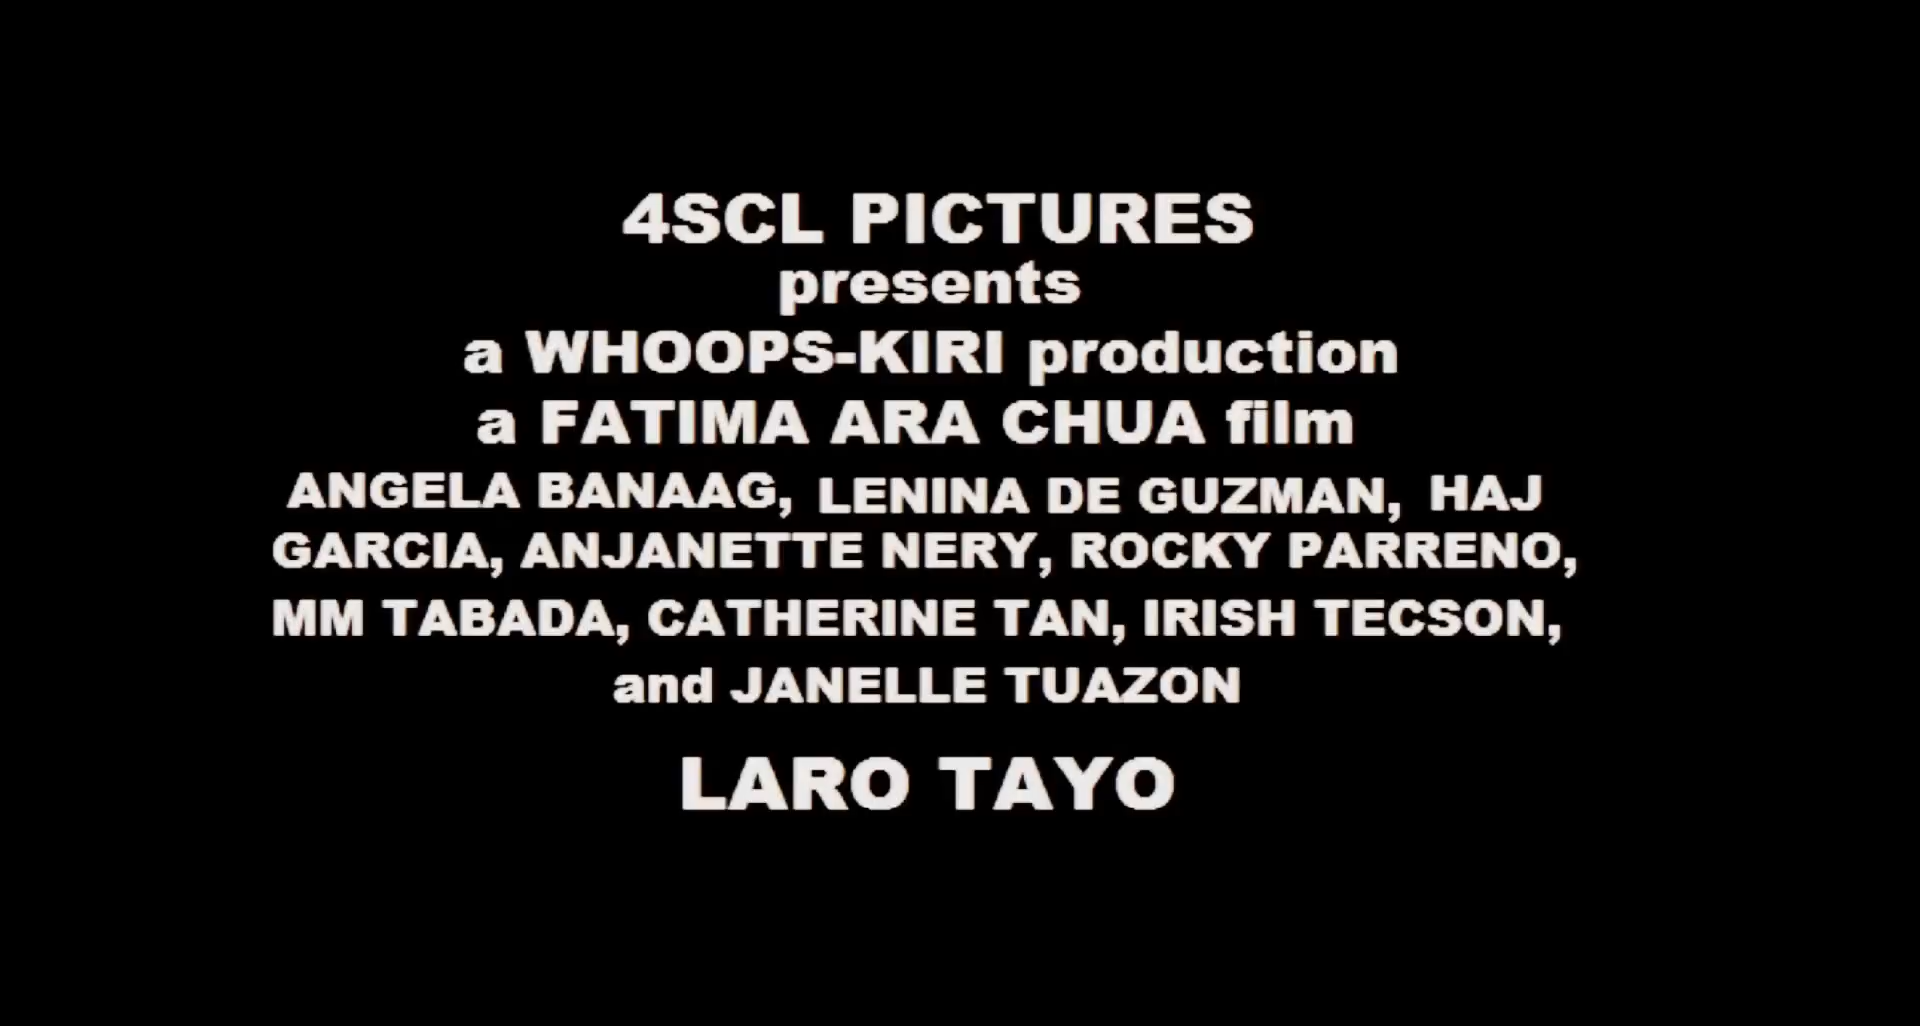 4SCL PICTURES
presents
a WHOOPS-KIRI production
a FATIMA ARA CHUA film
ANGELA BANAAG, LENINA DE GUZMAN, HAJ
GARCIA, ANJANETTE NERY, ROCKY PARRENO,
MM TABADA, CATHERINE TAN, IRISH TECSON,
and JANELLE TUAZON
LARO TAYO